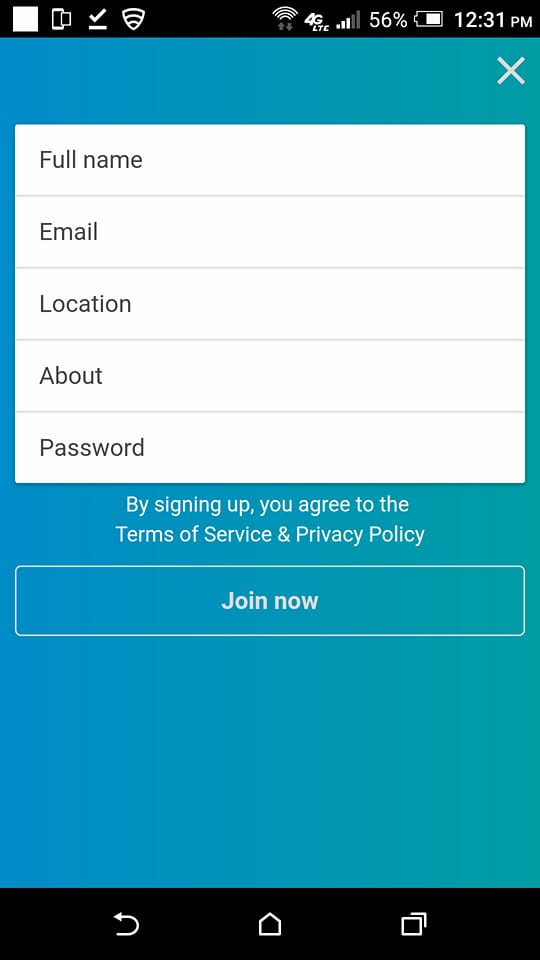 4G LTE 56% 12:31 PM
Full name
Email
Location
About
Password
By signing up, you agree to the
Terms of Service & Privacy Policy
Join now